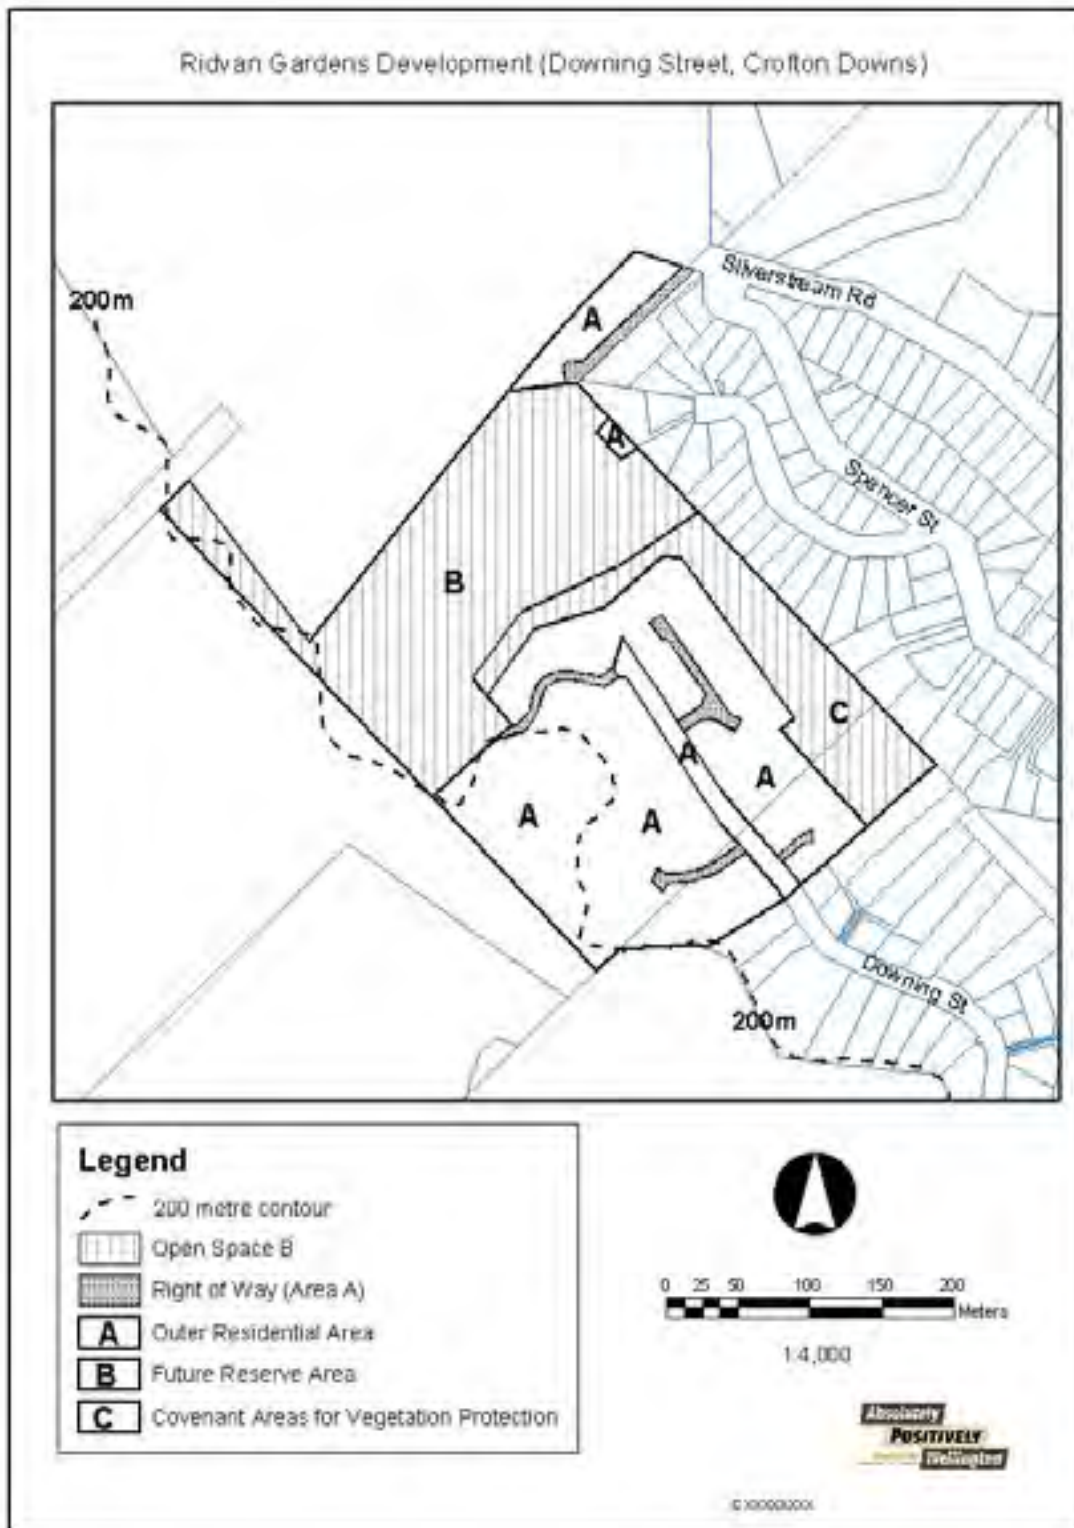 Ridvan Gardens Development (Downing Street, Crofton Downs)
200m
Silverstream Rd
A
A
Spencer St
B
C
A
A
A
A
Downing St
200m
Legend
200 metre contour
Open Space B
Right of Way (Area A)
A Outer Residential Area
B Future Reserve Area
C Covenant Areas for Vegetation Protection
0 25 50 100 150 200
Meters
1:4,000
Absolutely
POSITIVELY
Wellington